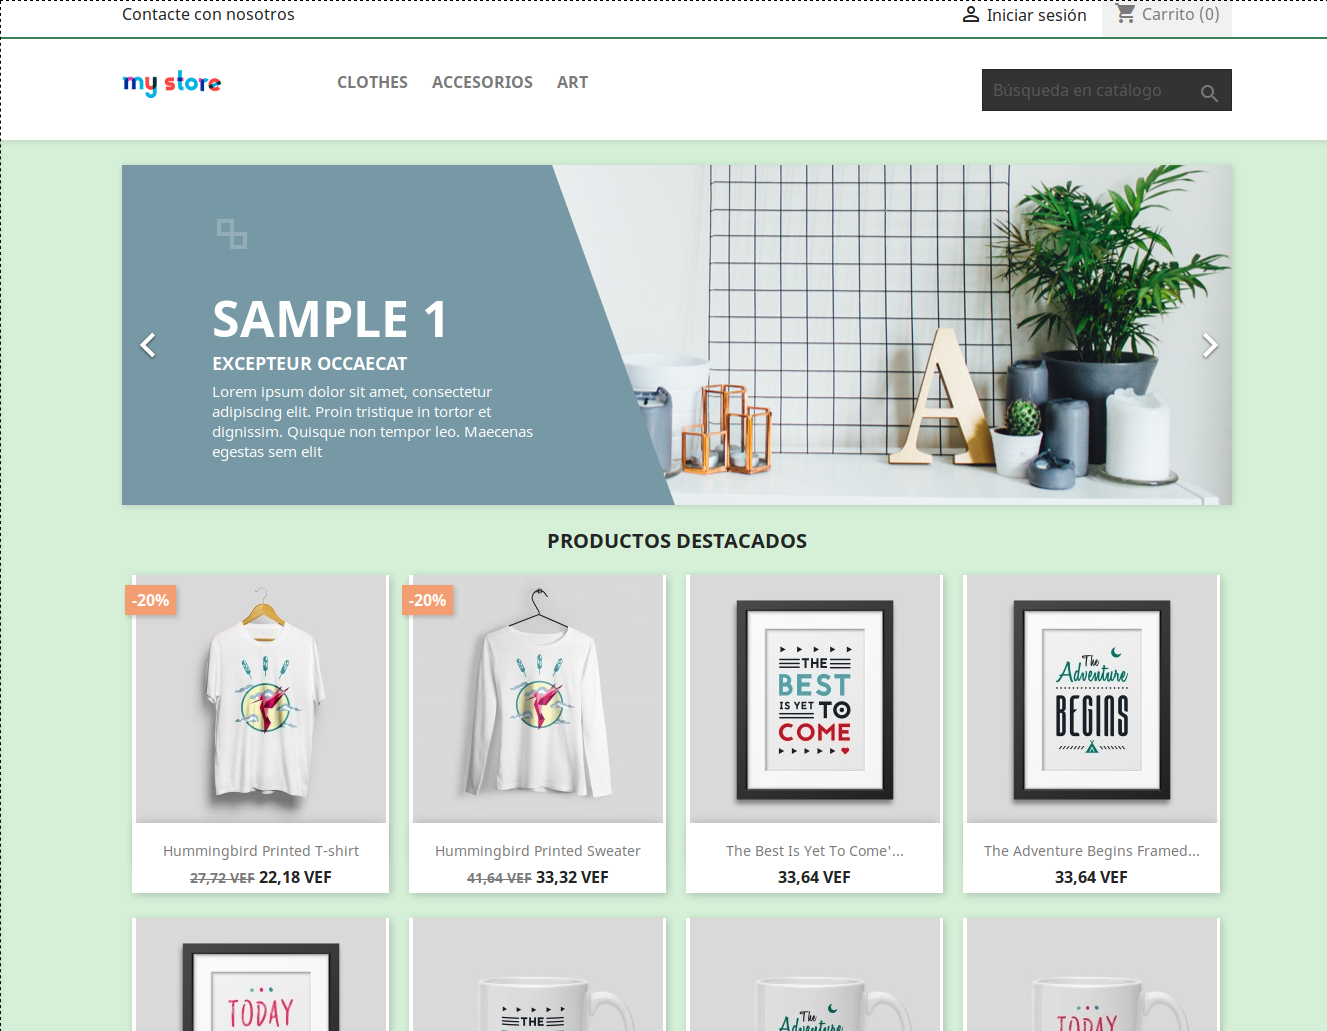 Contacte con nosotros
Iniciar sesión
Carrito (0)
my store
CLOTHES ACCESORIOS ART
Búsqueda en catálogo
SAMPLE 1
EXCEPTEUR OCCAECAT
Lorem ipsum dolor sit amet, consectetur
adipiscing elit. Proin tristique in tortor et
dignissim. Quisque non tempor leo. Maecenas
egestas sem elit
A
PRODUCTOS DESTACADOS
-20%
Hummingbird Printed T-shirt
27,72 VEF 22,18 VEF
-20%
Hummingbird Printed Sweater
41,64 VEF 33,32 VEF
THE
BEST
IS YET TO
COME
The Best Is Yet To Come'...
33,64 VEF
The
Adventure
BEGINS
The Adventure Begins Framed...
33,64 VEF
TODAY
THE
The
Adventure
TODAY